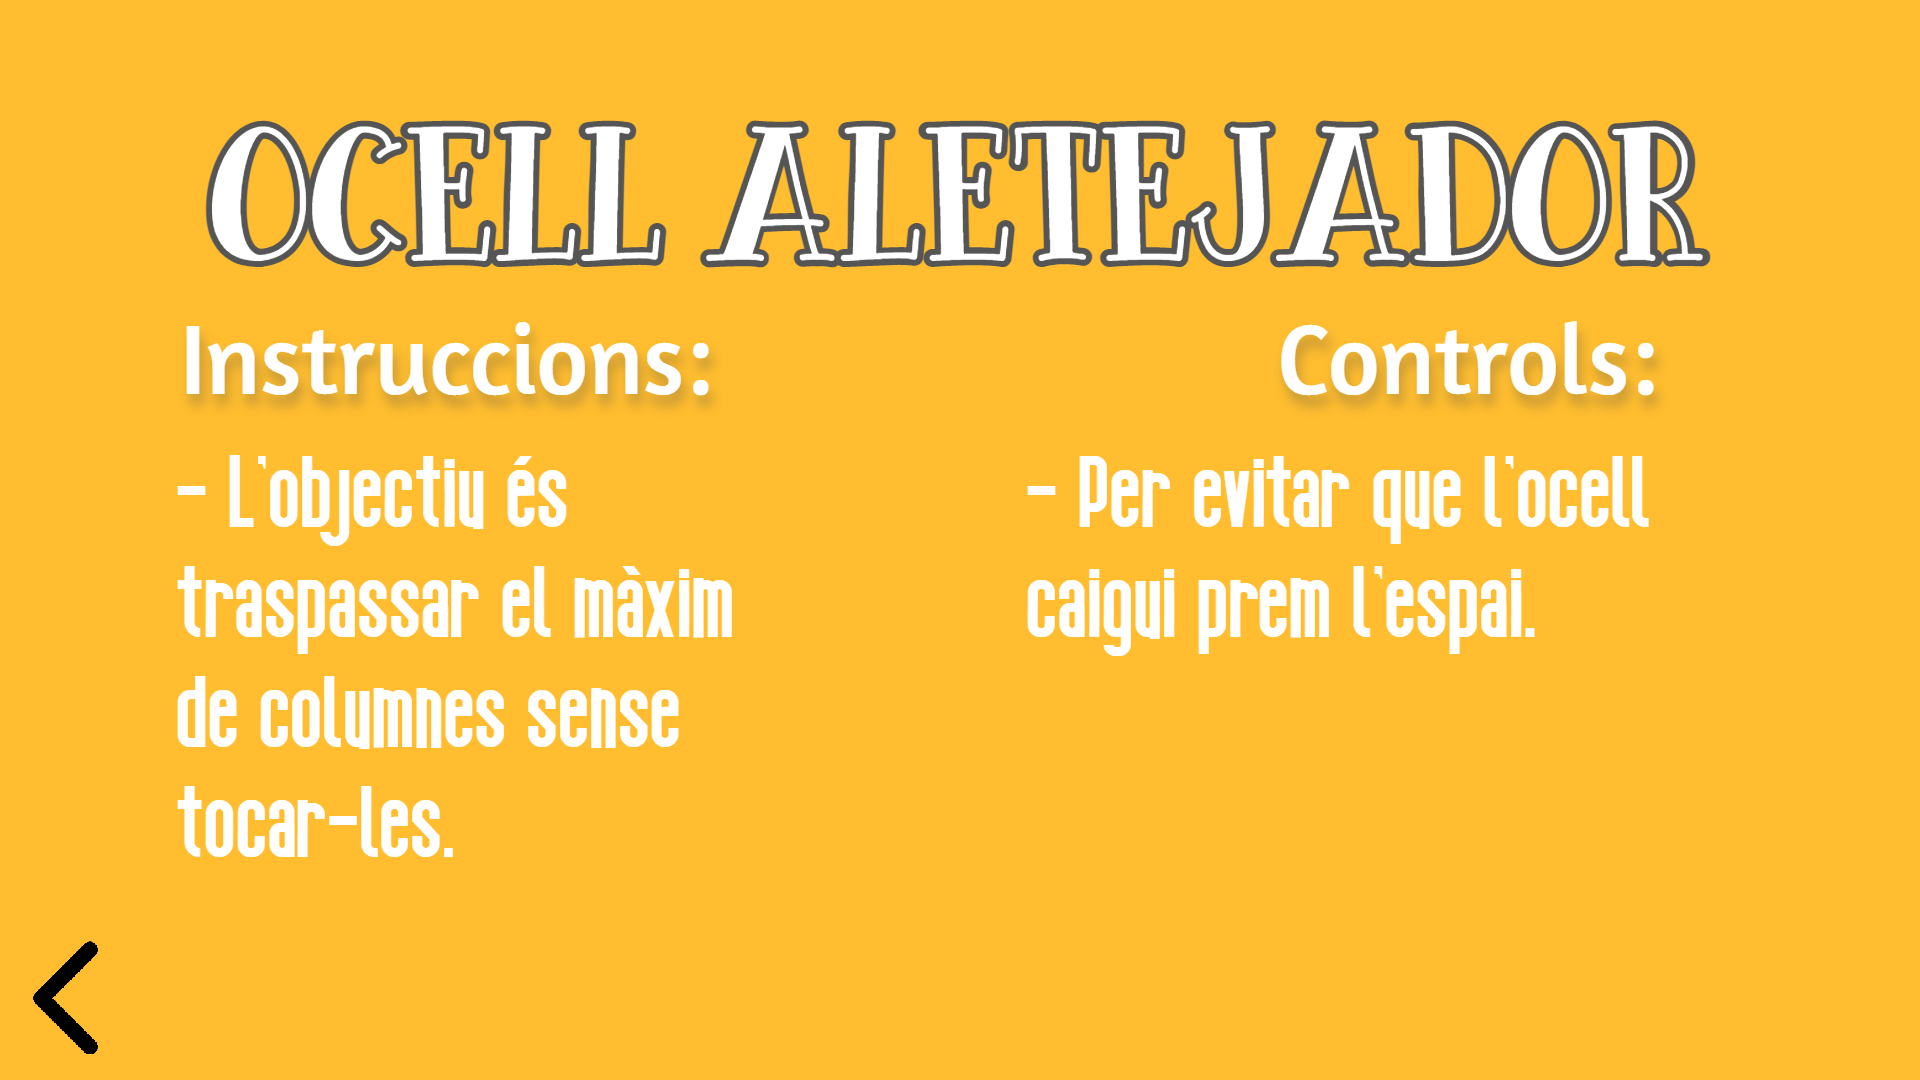 OCELL ALETEJADOR
Instruccions:
- L'objectiu és
traspassar el màxim
de columnes sense
tocar-les.
Controls:
- Per evitar que l'ocell
caigui prem l'espai.